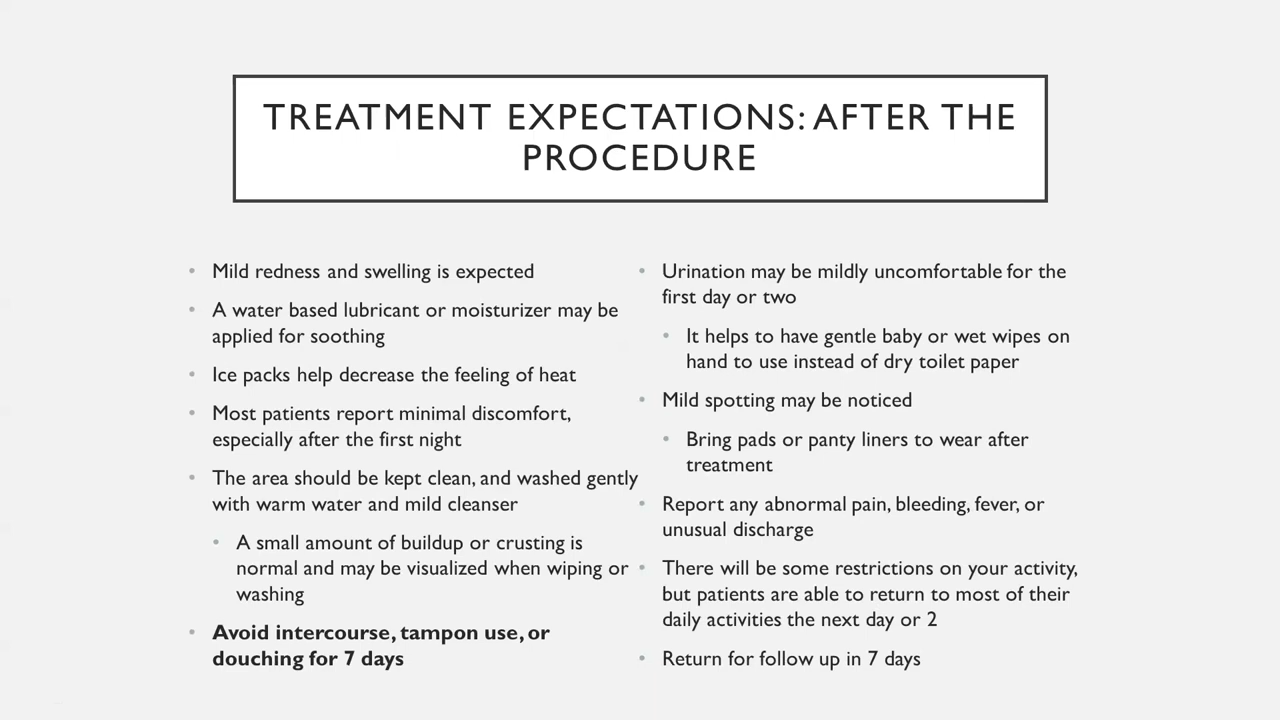 TREATMENT EXPECTATIONS: AFTER THE
PROCEDURE
• Mild redness and swelling is expected
• A water based lubricant or moisturizer may be
applied for soothing
• Ice packs help decrease the feeling of heat
• Most patients report minimal discomfort,
especially after the first night
• The area should be kept clean, and washed gently
with warm water and mild cleanser
• A small amount of buildup or crusting is
normal and may be visualized when wiping or
washing
• Avoid intercourse, tampon use, or
douching for 7 days
• Urination may be mildly uncomfortable for the
first day or two
• It helps to have gentle baby or wet wipes on
hand to use instead of dry toilet paper
• Mild spotting may be noticed
• Bring pads or panty liners to wear after
treatment
• Report any abnormal pain, bleeding, fever, or
unusual discharge
• There will be some restrictions on your activity,
but patients are able to return to most of their
daily activities the next day or 2
• Return for follow up in 7 days